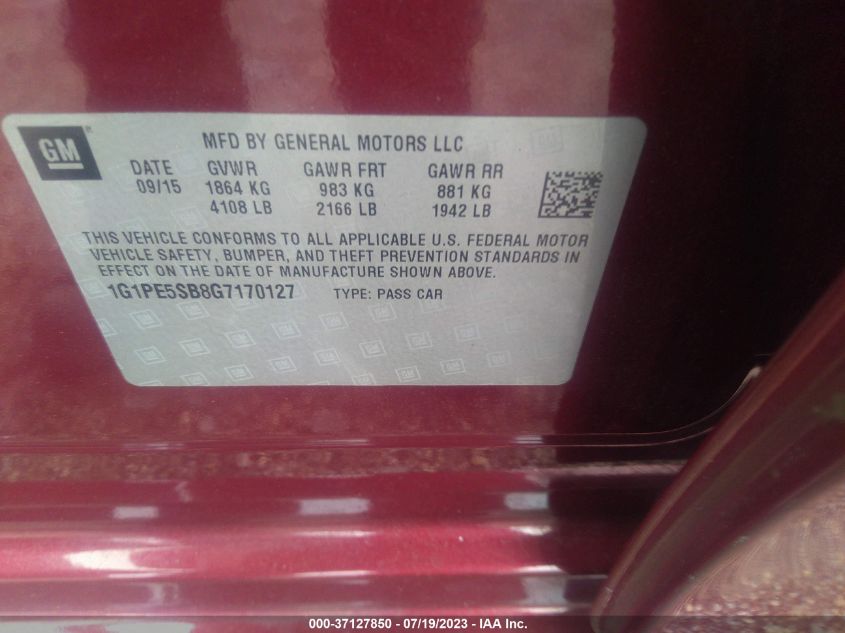 GM
MFD BY GENERAL MOTORS LLC
DATE GVWR GAWR FRT GAWR RR
09/15 1864 KG 983 KG 881 KG
4108 LB 2166 LB 1942 LB
THIS VEHICLE CONFORMS TO ALL APPLICABLE U.S. FEDERAL MOTOR
VEHICLE SAFETY, BUMPER, AND THEFT PREVENTION STANDARDS IN
EFFECT ON THE DATE OF MANUFACTURE SHOWN ABOVE.
1G1PE5SB8G7170127 TYPE: PASS CAR
000-37127850 / 07/19/2023 - IAA Inc.